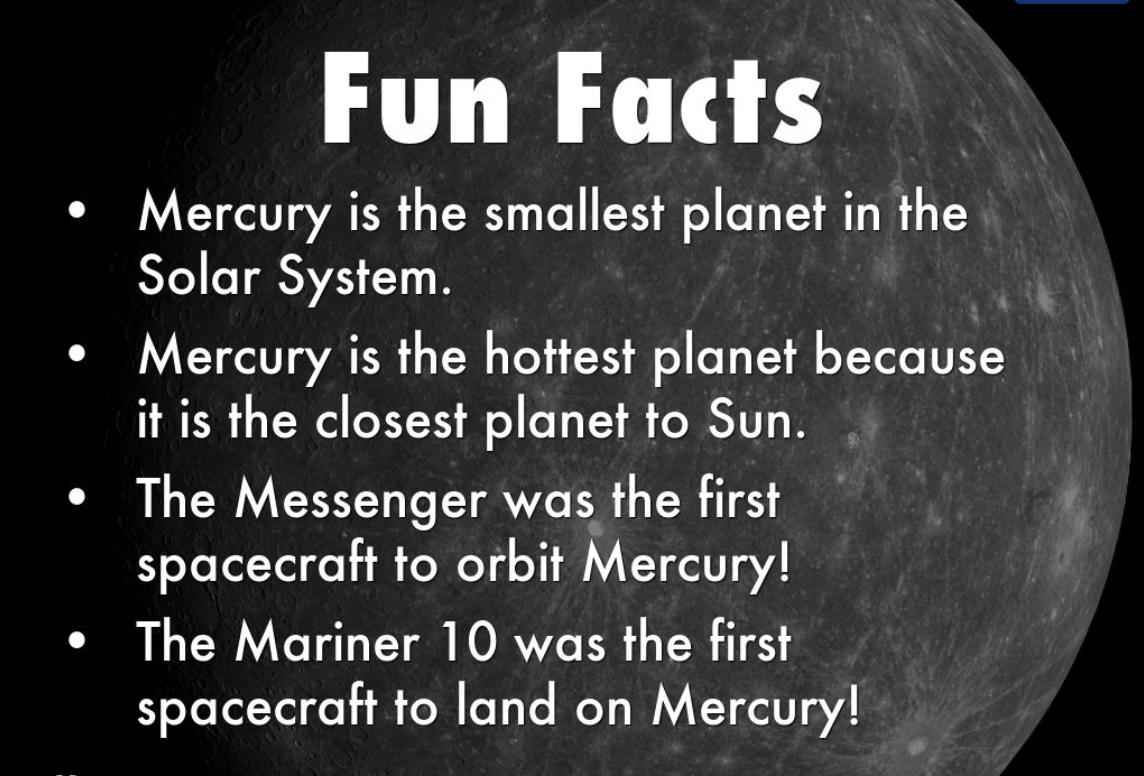 Fun Facts
• Mercury is the smallest planet in the
Solar System.
• Mercury is the hottest planet because
it is the closest planet to Sun.
• The Messenger was the first
spacecraft to orbit Mercury!
• The Mariner 10 was the first
spacecraft to land on Mercury!